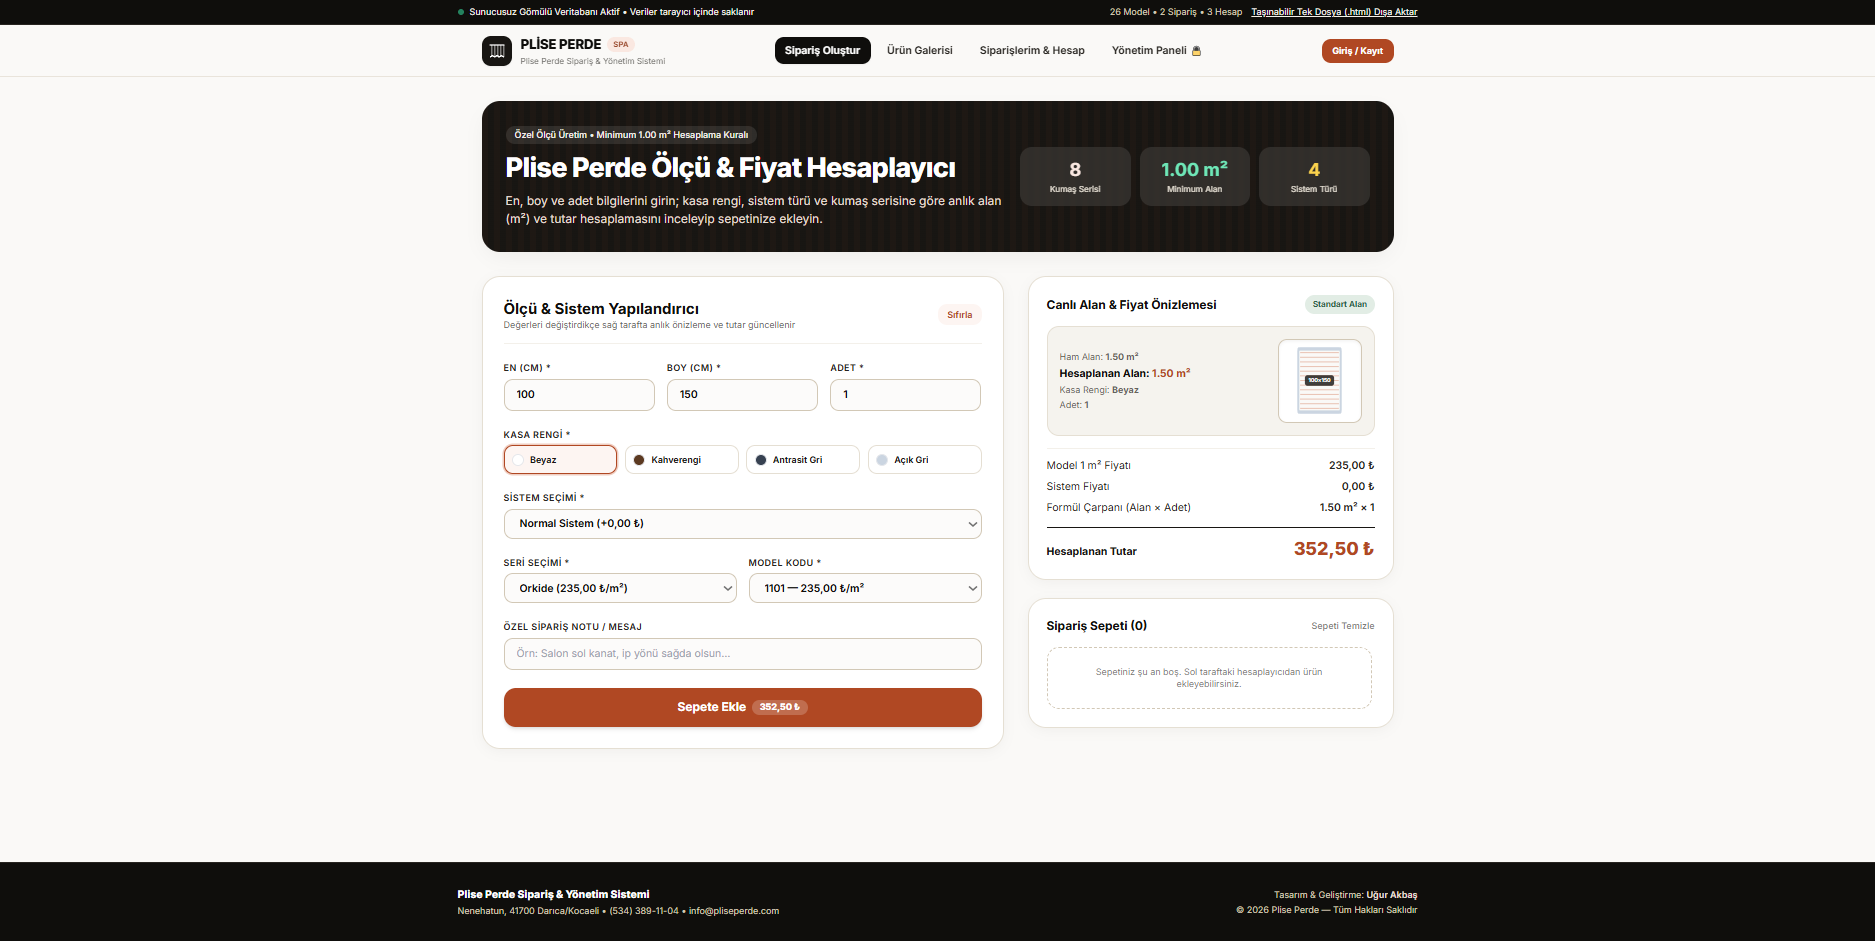 Sunucusuz Gömülü Veritabanı Aktif • Veriler tarayıcı içinde saklanır
26 Model • 2 Sipariş • 3 Hesap Taşınabilir Tek Dosya (.html) Dışa Aktar
PLİSE PERDE SPA
Plise Perde Sipariş & Yönetim Sistemi
Sipariş Oluştur
Ürün Galerisi
Siparişlerim & Hesap
Yönetim Paneli
Giriş / Kayıt
Özel Ölçü Üretim • Minimum 1.00 m² Hesaplama Kuralı
Plise Perde Ölçü & Fiyat Hesaplayıcı
En, boy ve adet bilgilerini girin; kasa rengi, sistem türü ve kumaş serisine göre anlık alan
(m²) ve tutar hesaplamasını inceleyip sepetinize ekleyin.
8
Kumaş Serisi
1.00 m²
Minimum Alan
4
Sistem Türü
Ölçü & Sistem Yapılandırıcı
Değerleri değiştirdikçe sağ tarafta anlık önizleme ve tutar güncellenir
Sıfırla
EN (CM) *
BOY (CM) *
ADET *
100
150
1
KASA RENGİ *
Beyaz
Kahverengi
Antrasit Gri
Açık Gri
SİSTEM SEÇİMİ *
Normal Sistem (+0,00 ₺)
SERİ SEÇİMİ *
MODEL KODU *
Orkide (235,00 ₺/m²)
1101 — 235,00 ₺/m²
ÖZEL SİPARİŞ NOTU / MESAJ
Örn: Salon sol kanat, ip yönü sağda olsun...
Sepete Ekle 352,50 ₺
Canlı Alan & Fiyat Önizlemesi
Standart Alan
Ham Alan: 1.50 m²
Hesaplanan Alan: 1.50 m²
Kasa Rengi: Beyaz
Adet: 1
100x150
Model 1 m² Fiyatı 235,00 ₺
Sistem Fiyatı 0,00 ₺
Formül Çarpanı (Alan × Adet) 1.50 m² × 1
Hesaplanan Tutar 352,50 ₺
Sipariş Sepeti (0)
Sepeti Temizle
Sepetiniz şu an boş. Sol taraftaki hesaplayıcıdan ürün
ekleyebilirsiniz.
Plise Perde Sipariş & Yönetim Sistemi
Nenehatun, 41700 Darıca/Kocaeli • (534) 389-11-04 • info@pliseperde.com
Tasarım & Geliştirme: Uğur Akbaş
© 2026 Plise Perde — Tüm Hakları Saklıdır